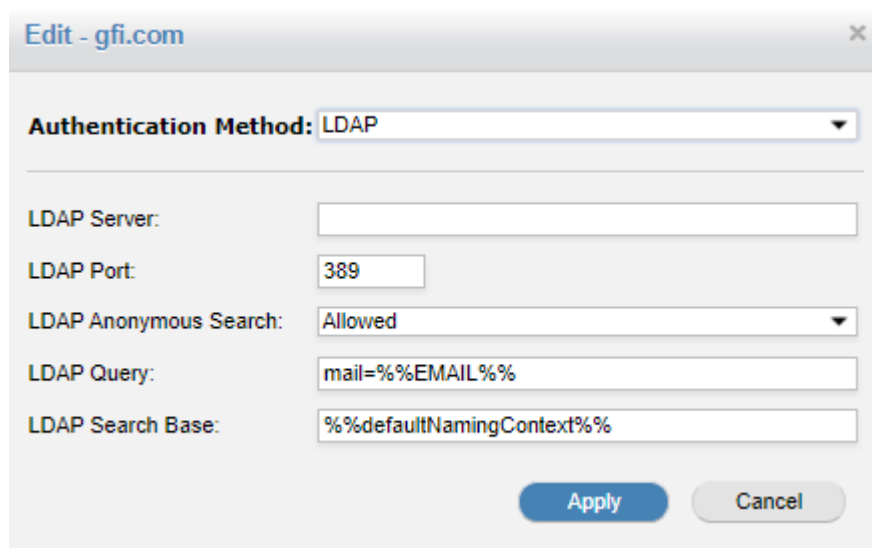 Edit - gfi.com
Authentication Method: LDAP
LDAP Server:
LDAP Port: 389
LDAP Anonymous Search: Allowed
LDAP Query: mail=%%EMAIL%%
LDAP Search Base: %%defaultNamingContext%%
Apply Cancel